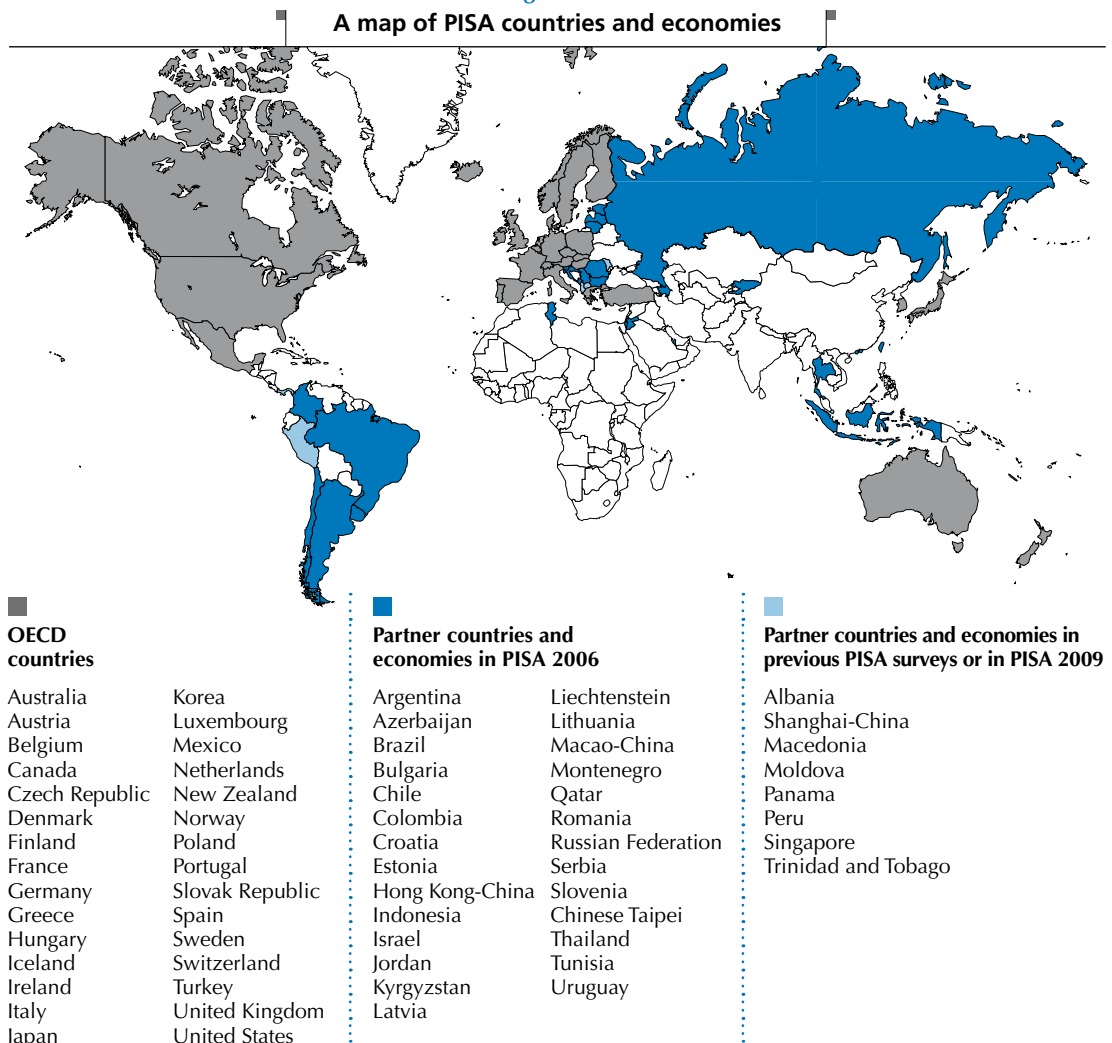 A map of PISA countries and economies
OECD
countries
Australia
Austria
Belgium
Canada
Czech Republic
Denmark
Finland
France
Germany
Greece
Hungary
Iceland
Ireland
Italy
Japan
Korea
Luxembourg
Mexico
Netherlands
New Zealand
Norway
Poland
Portugal
Slovak Republic
Spain
Sweden
Switzerland
Turkey
United Kingdom
United States
Partner countries and
economies in PISA 2006
Argentina
Azerbaijan
Brazil
Bulgaria
Chile
Colombia
Croatia
Estonia
Hong Kong-China
Indonesia
Israel
Jordan
Kyrgyzstan
Latvia
Liechtenstein
Lithuania
Macao-China
Montenegro
Qatar
Romania
Russian Federation
Serbia
Slovenia
Chinese Taipei
Thailand
Tunisia
Uruguay
Partner countries and economies in
previous PISA surveys or in PISA 2009
Albania
Shanghai-China
Macedonia
Moldova
Panama
Peru
Singapore
Trinidad and Tobago